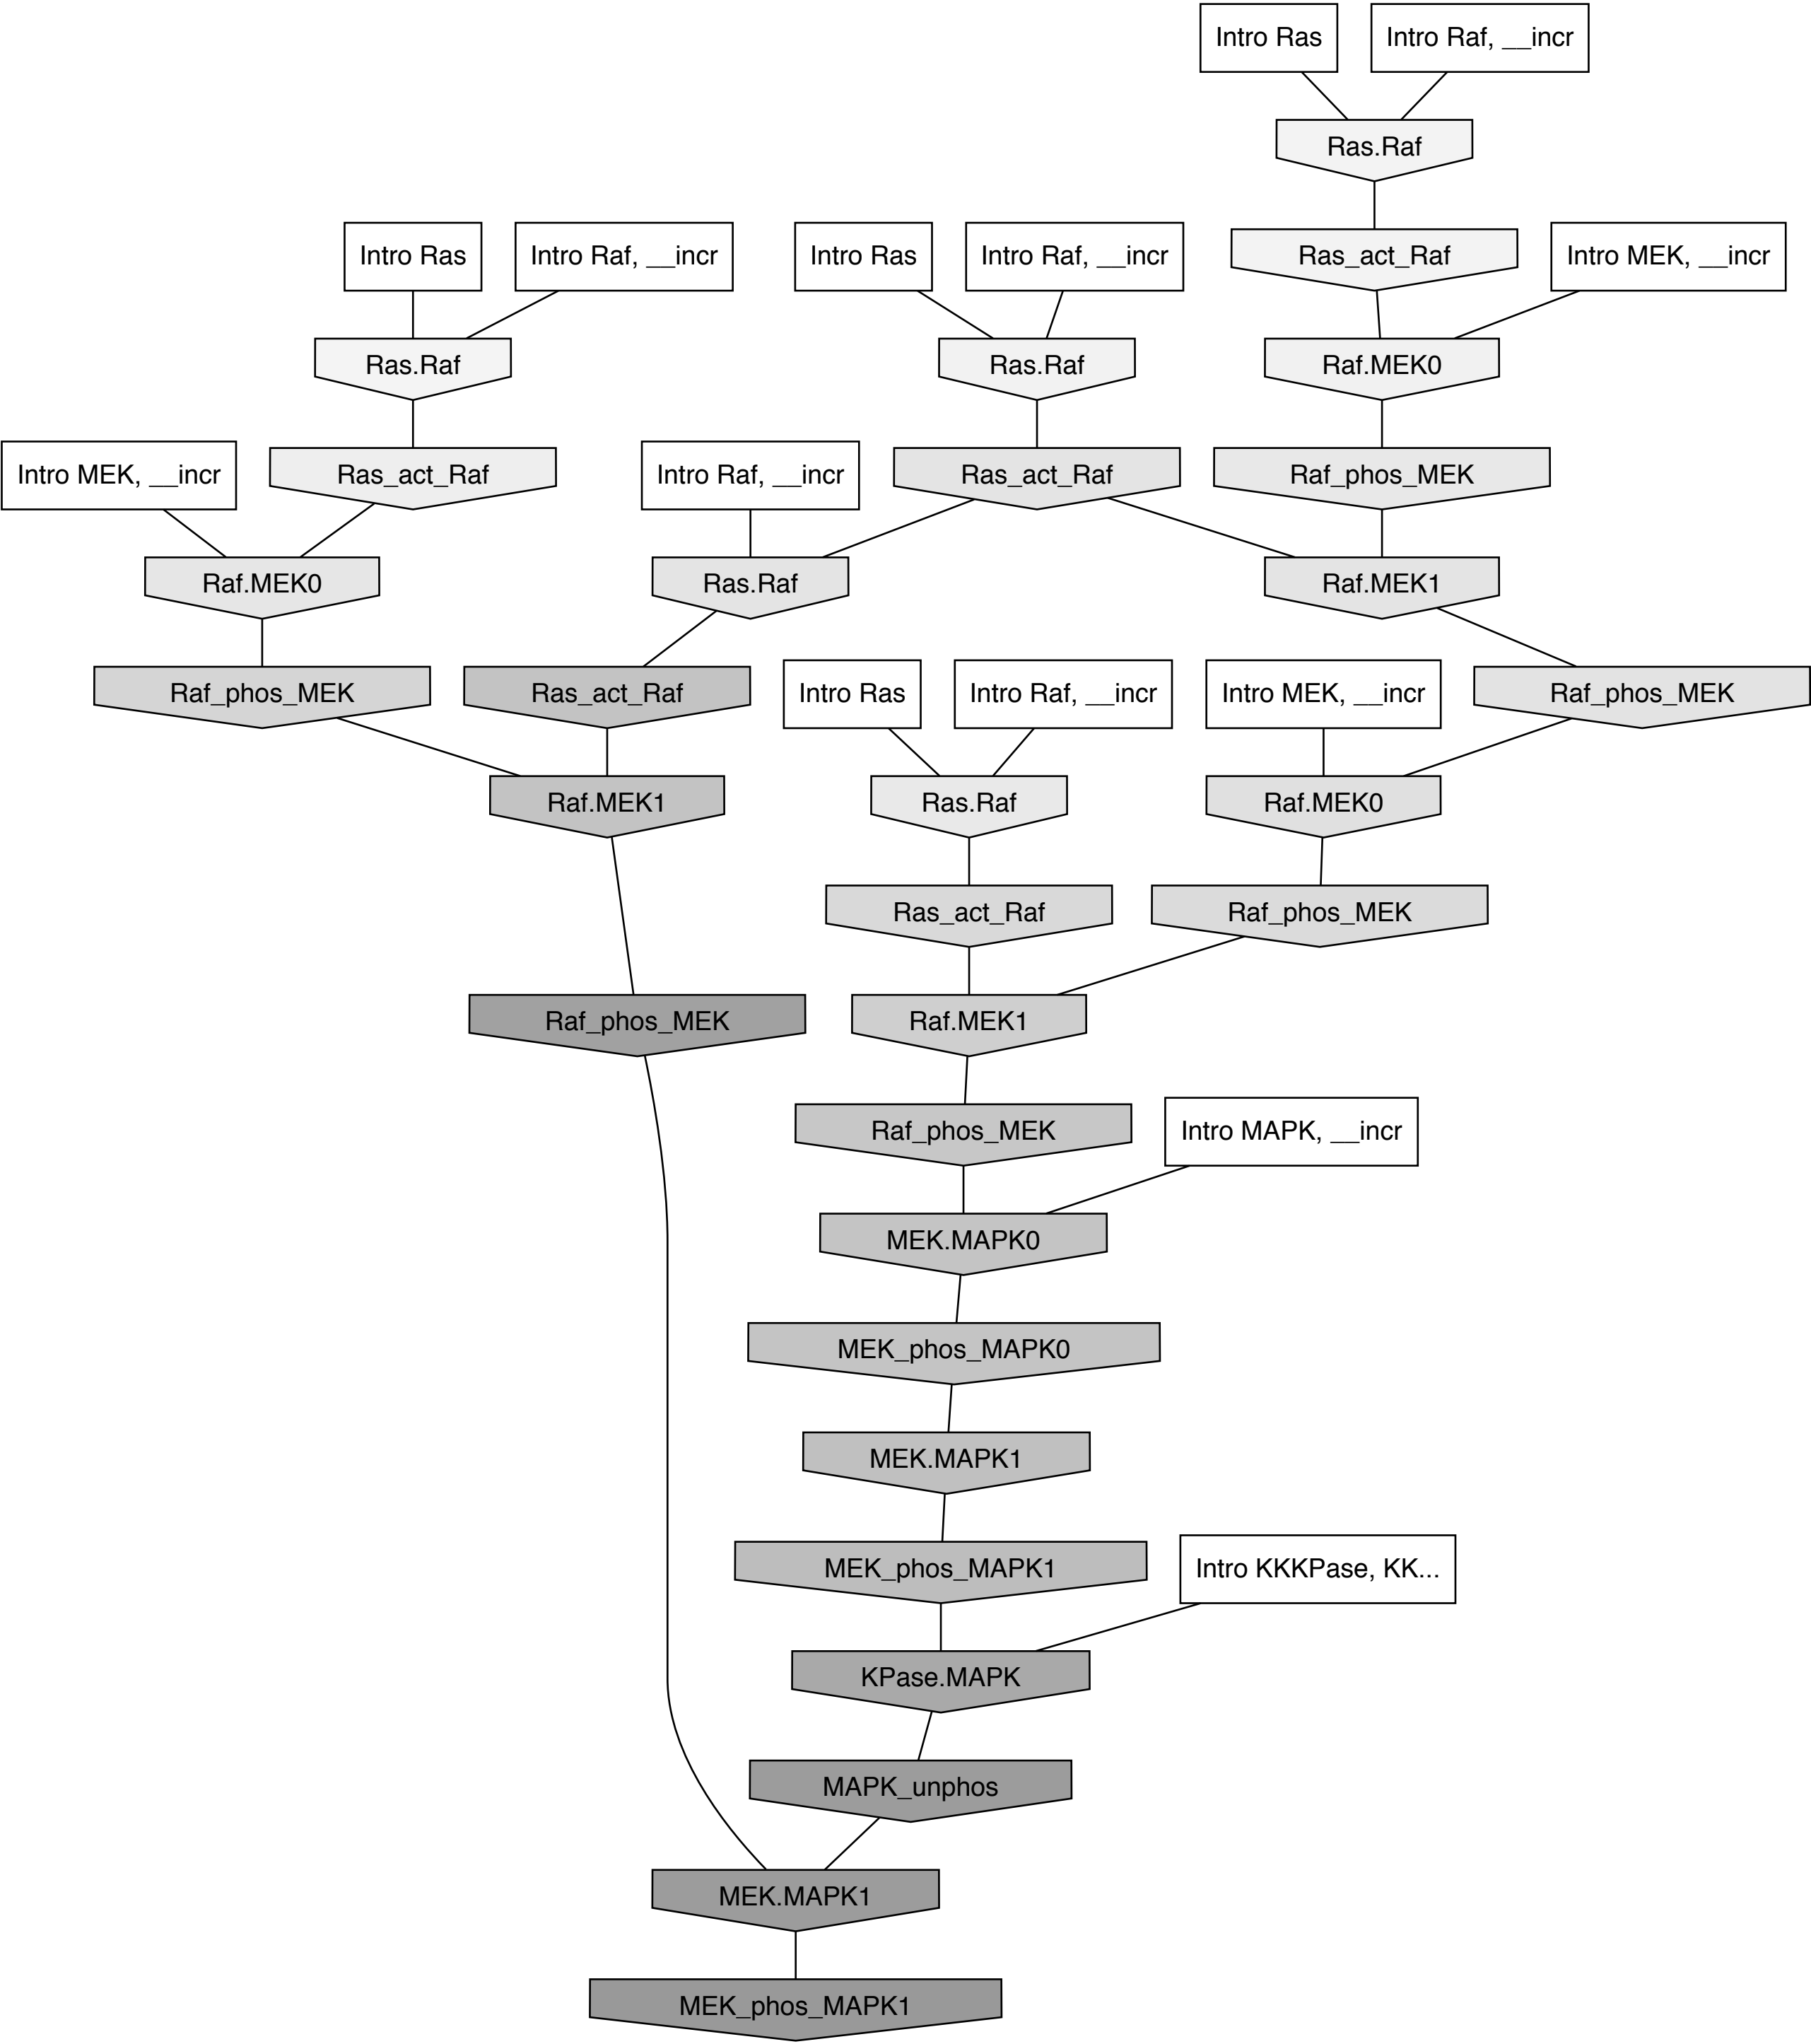 Intro Ras
Intro Raf, __incr
Ras.Raf
Intro Ras
Intro Raf, __incr
Intro Ras
Intro Raf, __incr
Ras_act_Raf
Intro MEK, __incr
Ras.Raf
Ras.Raf
Raf.MEK0
Intro MEK, __incr
Ras_act_Raf
Intro Raf, __incr
Ras_act_Raf
Raf_phos_MEK
Raf.MEK0
Ras.Raf
Raf.MEK1
Raf_phos_MEK
Ras_act_Raf
Intro Ras
Intro Raf, __incr
Intro MEK, __incr
Raf_phos_MEK
Raf.MEK1
Ras.Raf
Raf.MEK0
Ras_act_Raf
Raf_phos_MEK
Raf_phos_MEK
Raf.MEK1
Raf_phos_MEK
Intro MAPK, __incr
MEK.MAPK0
MEK_phos_MAPK0
MEK.MAPK1
MEK_phos_MAPK1
Intro KKKPase, KK...
KPase.MAPK
MAPK_unphos
MEK.MAPK1
MEK_phos_MAPK1